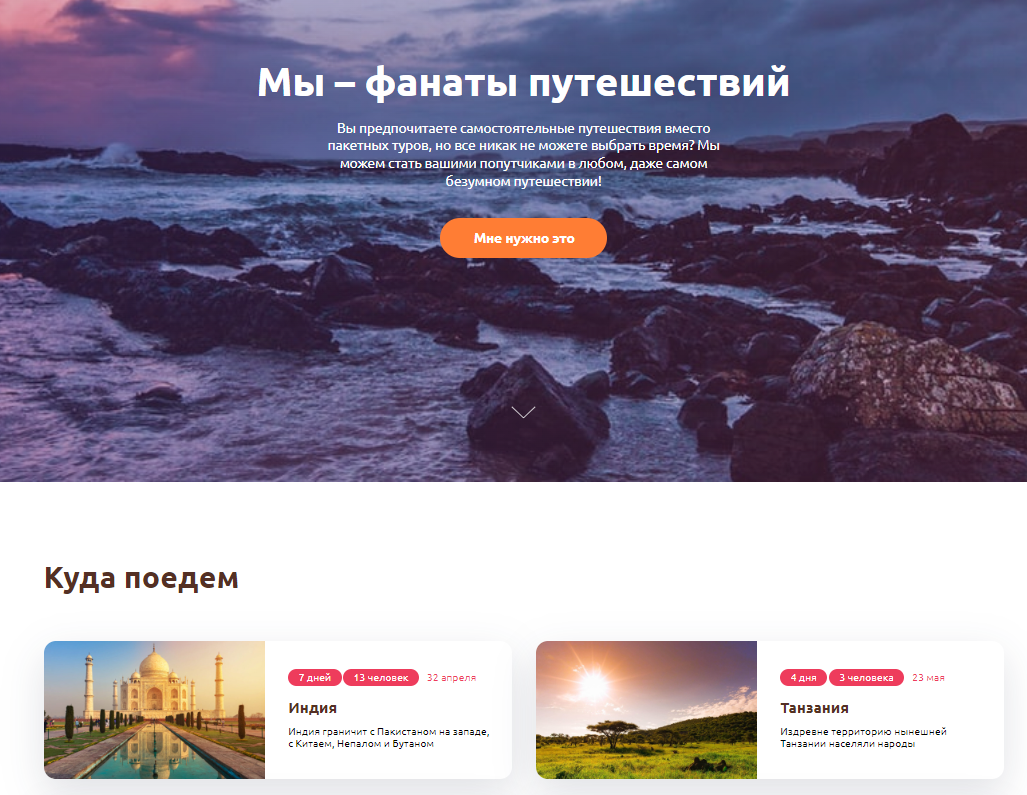 Мы – фанаты путешествий
Вы предпочитаете самостоятельные путешествия вместо
пакетных туров, но все никак не можете выбрать время? Мы
можем стать вашими попутчиками в любом, даже самом
безумном путешествии!
Мне нужно это
Куда поедем
7 дней 13 человек 32 апреля
Индия
Индия граничит с Пакистаном на западе,
с Китаем, Непалом и Бутаном
4 дня 3 человека 23 мая
Танзания
Издревле территорию нынешней
Танзании населяли народы